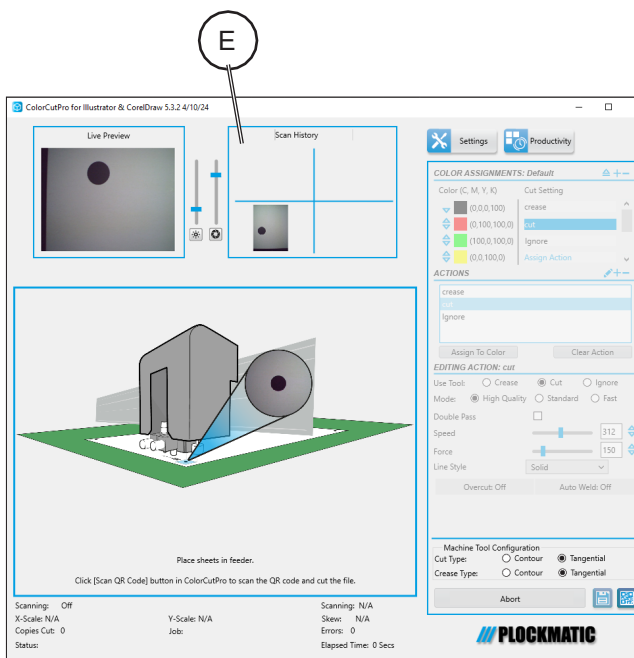 E
ColorCutPro for Illustrator & CorelDraw 5.3.2 4/10/24
Live Preview
Scan History
Settings
Productivity
COLOR ASSIGNMENTS: Default
Color (C, M, Y, K) Cut Setting
(0,0,0,100) crease
(0,100,100,0) cut
(100,0,100,0) Ignore
(0,0,100,0) Assign Action
ACTIONS
crease
cut
Ignore
Assign To Color Clear Action
EDITING ACTION: cut
Use Tool: Crease Cut Ignore
Mode: High Quality Standard Fast
Double Pass
Speed 312
Force 150
Line Style Solid
Overcut: Off Auto Weld: Off
Machine Tool Configuration
Cut Type: Contour Tangential
Crease Type: Contour Tangential
Abort
Place sheets in feeder.
Click [Scan QR Code] button in ColorCutPro to scan the QR code and cut the file.
Scanning: Off Scanning: N/A
X-Scale: N/A Y-Scale: N/A Skew: N/A
Copies Cut: 0 Job: Errors: 0
Status: Elapsed Time: 0 Secs
PLOCKMATIC